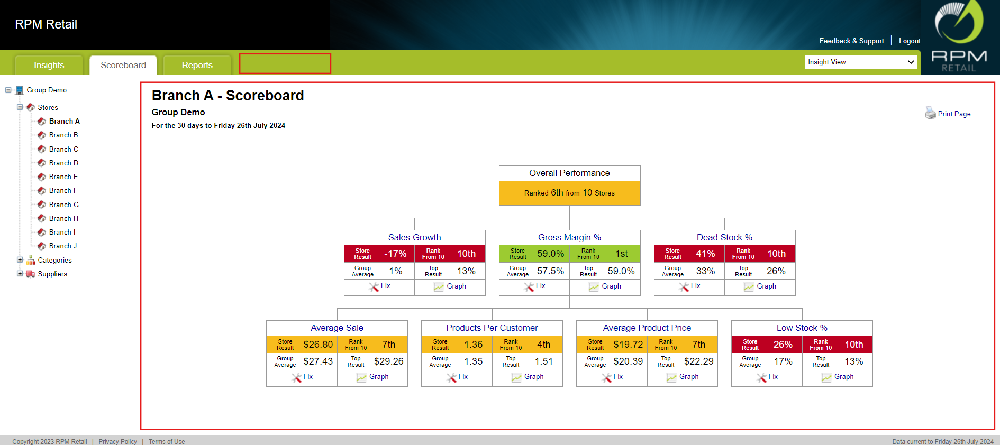 RPM Retail
Feedback & Support | Logout
RPM
RETAIL
Insights
Scoreboard
Reports
Insight View
Group Demo
Stores
Branch A
Branch B
Branch C
Branch D
Branch E
Branch F
Branch G
Branch H
Branch I
Branch J
Categories
Suppliers
Branch A - Scoreboard
Group Demo
For the 30 days to Friday 26th July 2024
Print Page
Overall Performance
Ranked 6th from 10 Stores
Sales Growth
Store Result -17% Rank From 10 10th
Group Average 1% Top Result 13%
Fix Graph
Gross Margin %
Store Result 59.0% Rank From 10 1st
Group Average 57.5% Top Result 59.0%
Fix Graph
Dead Stock %
Store Result 41% Rank From 10 10th
Group Average 33% Top Result 26%
Fix Graph
Average Sale
Store Result $26.80 Rank From 10 7th
Group Average $27.43 Top Result $29.26
Fix Graph
Products Per Customer
Store Result 1.36 Rank From 10 4th
Group Average 1.35 Top Result 1.51
Fix Graph
Average Product Price
Store Result $19.72 Rank From 10 7th
Group Average $20.39 Top Result $22.29
Fix Graph
Low Stock %
Store Result 26% Rank From 10 10th
Group Average 17% Top Result 13%
Fix Graph
Copyright 2023 RPM Retail | Privacy Policy | Terms of Use
Data current to Friday 26th July 2024